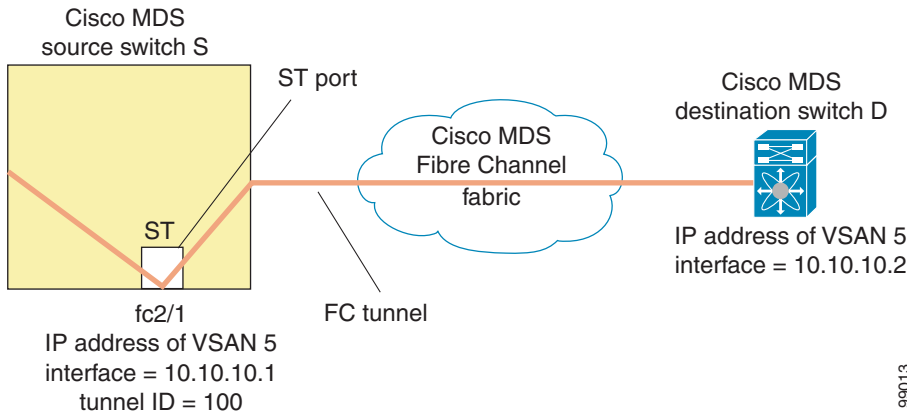 Cisco MDS
source switch S
ST port
Cisco MDS
destination switch D
Cisco MDS
Fibre Channel
fabric
ST
IP address of VSAN 5
interface = 10.10.10.2
fc2/1
FC tunnel
IP address of VSAN 5
interface = 10.10.10.1
tunnel ID = 100
99013